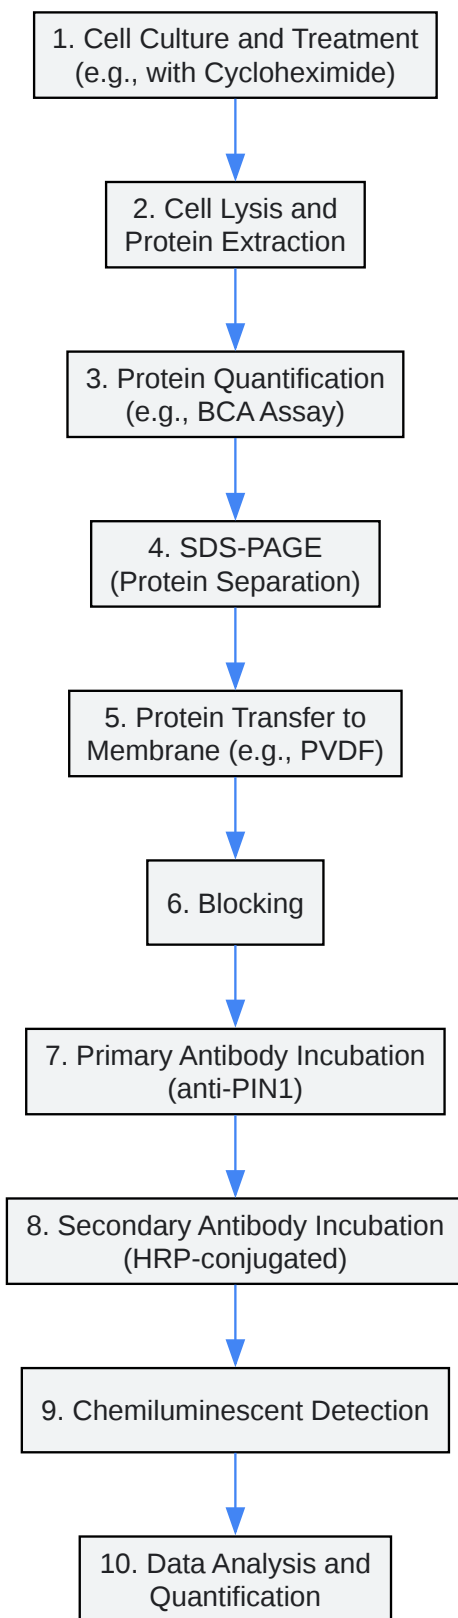 1. Cell Culture and Treatment
(e.g., with Cycloheximide)
2. Cell Lysis and
Protein Extraction
3. Protein Quantification
(e.g., BCA Assay)
4. SDS-PAGE
(Protein Separation)
5. Protein Transfer to
Membrane (e.g., PVDF)
6. Blocking
7. Primary Antibody Incubation
(anti-PIN1)
8. Secondary Antibody Incubation
(HRP-conjugated)
9. Chemiluminescent Detection
10. Data Analysis and
Quantification